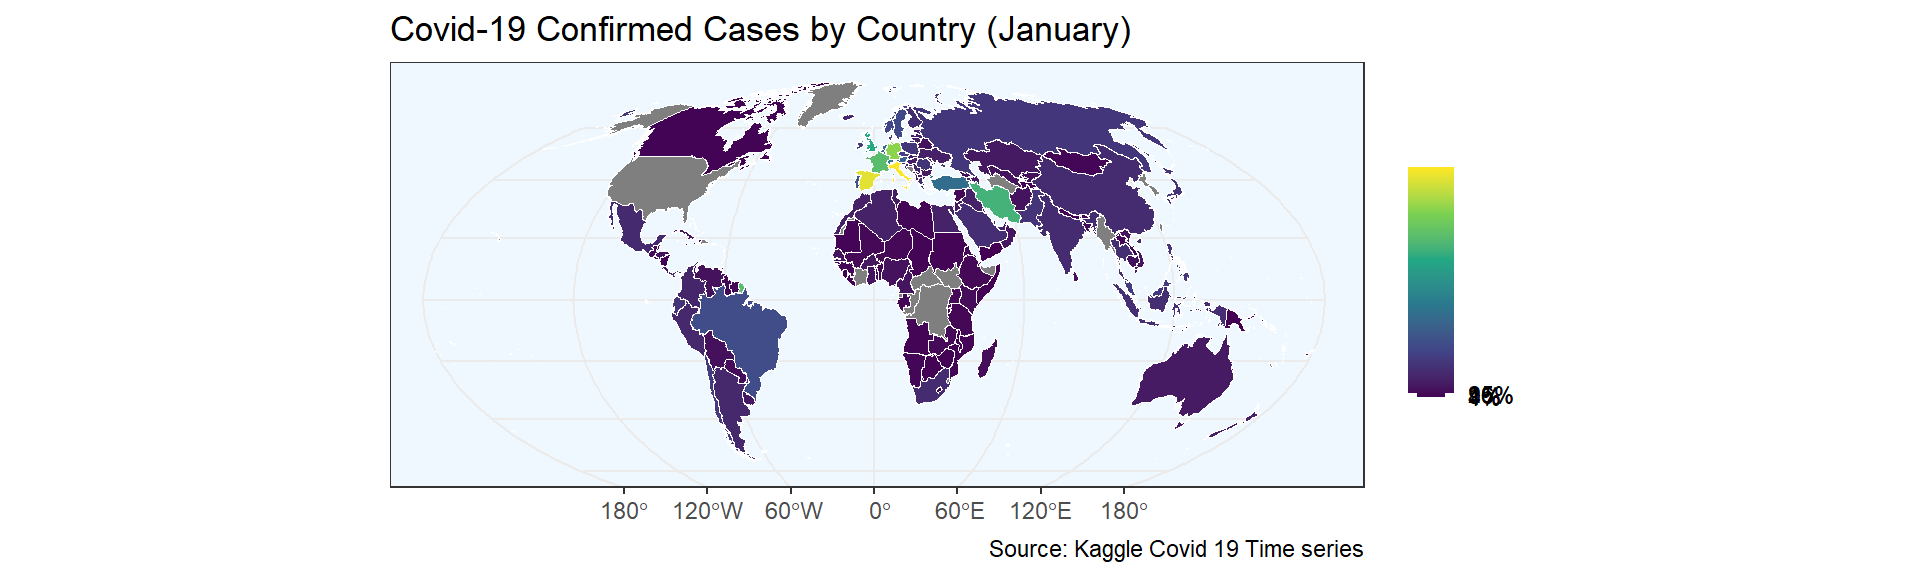 Covid-19 Confirmed Cases by Country (January)
180° 120°W 60°W 0° 60°E 120°E 180°
Source: Kaggle Covid 19 Time series